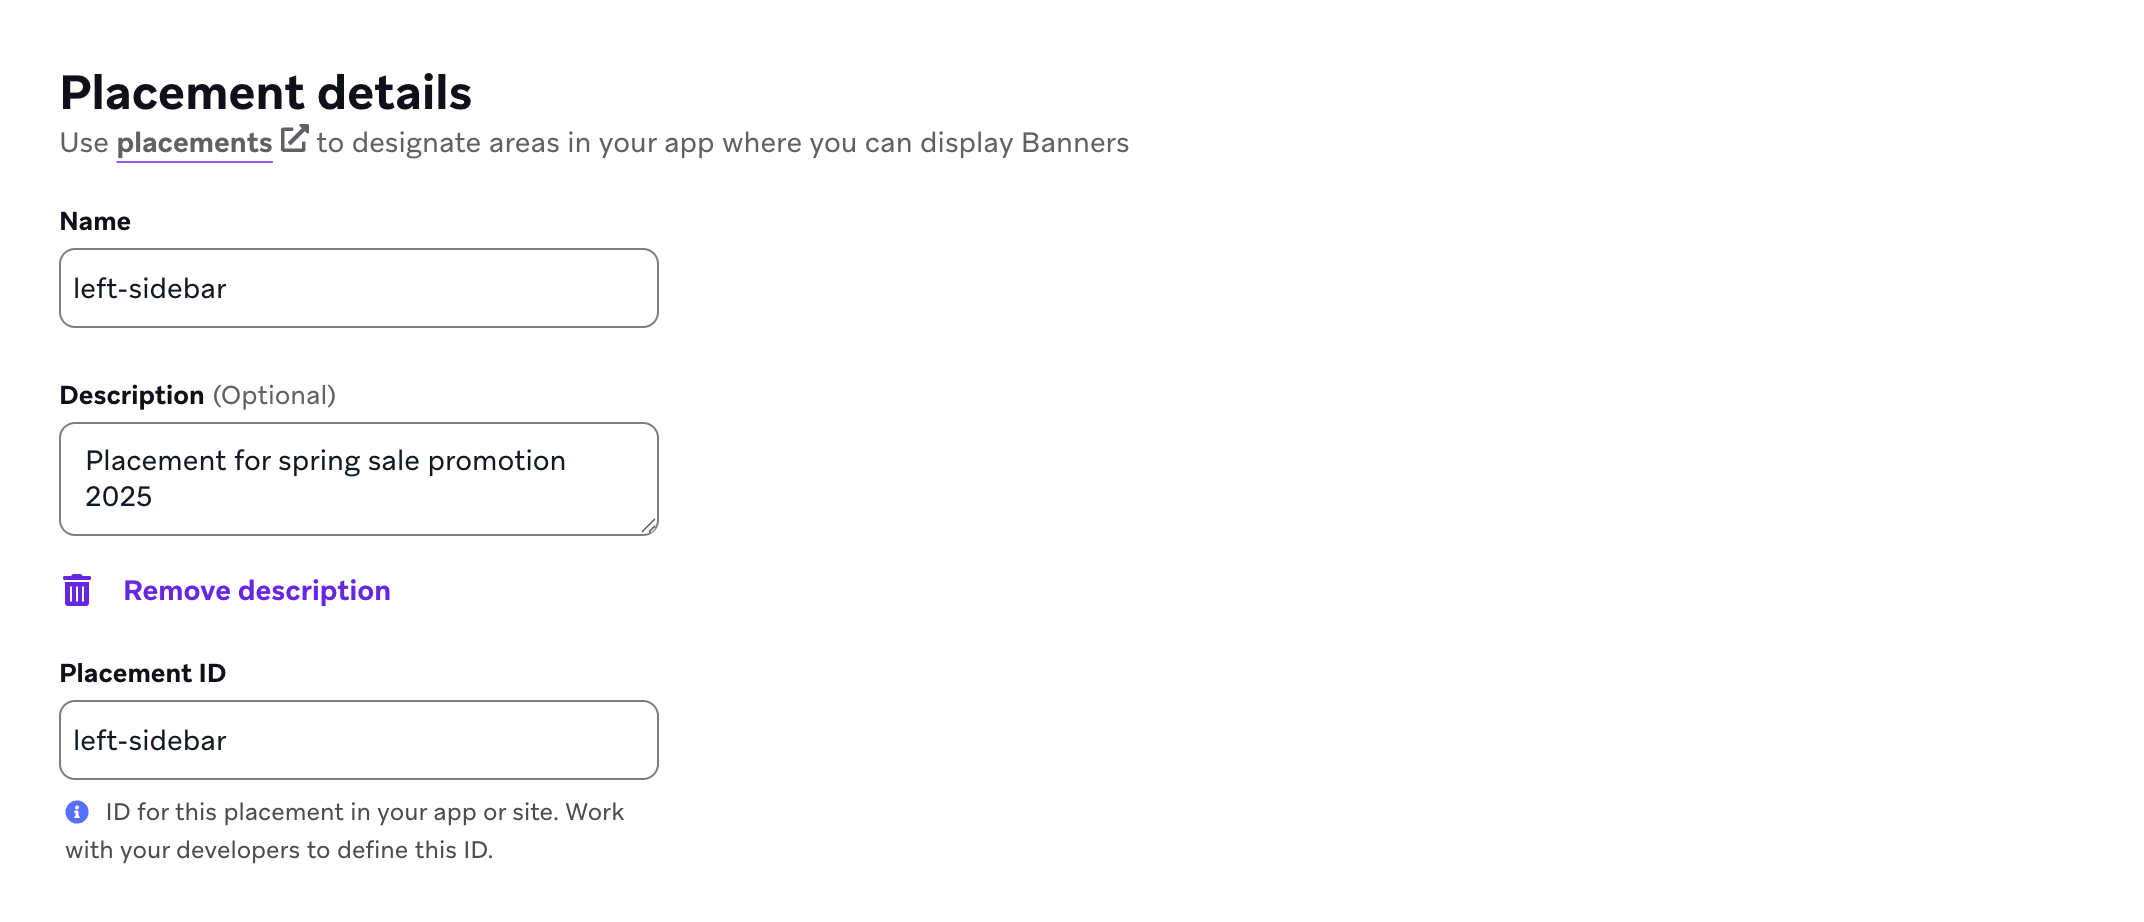 Placement details
Use placements to designate areas in your app where you can display Banners
Name
left-sidebar
Description (Optional)
Placement for spring sale promotion
2025
Remove description
Placement ID
left-sidebar
ID for this placement in your app or site. Work
with your developers to define this ID.